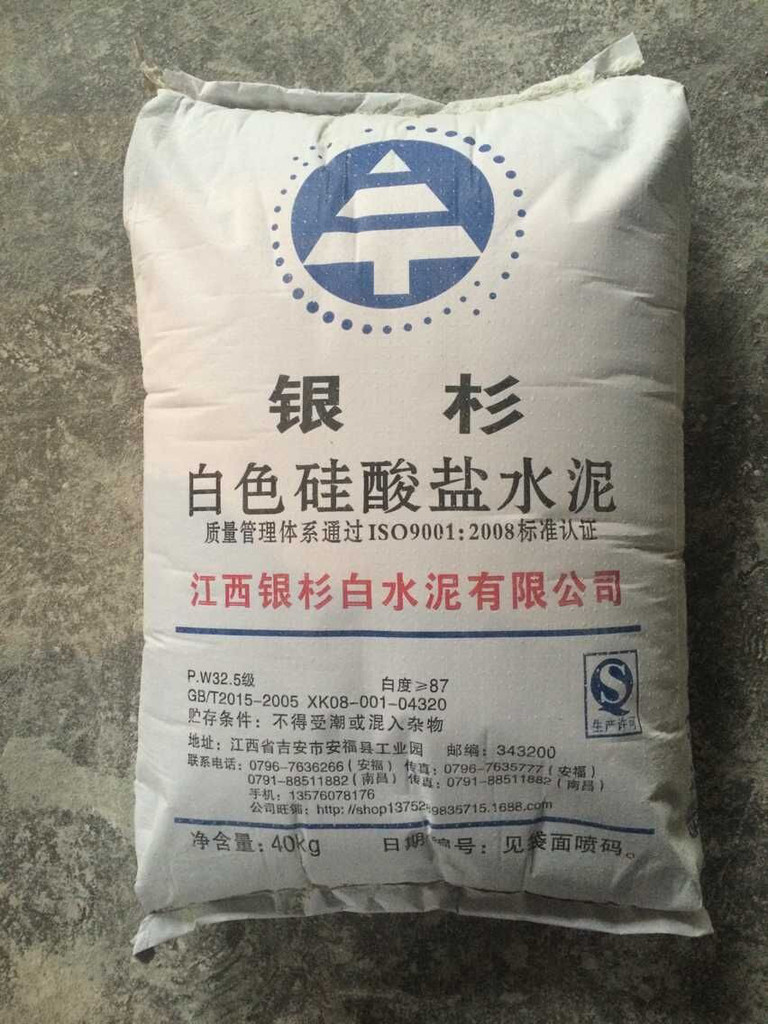 银 杉
白色硅酸盐水泥
质量管理体系通过ISO9001:2008标准认证
江西银杉白水泥有限公司
P.W32.5级 白度≥87
GB/T2015-2005 XK08-001-04320
贮存条件：不得受潮或混入杂物
生产许可
地址：江西省吉安市安福县工业园 邮编：343200
联系电话：0796-7636266（安福） 传真：0796-7635777（安福）
0791-88511882（南昌） 传真：0791-88511882（南昌）
手机：13576078176
公司旺铺：
净含量：40kg 日期 号：见袋面喷码。